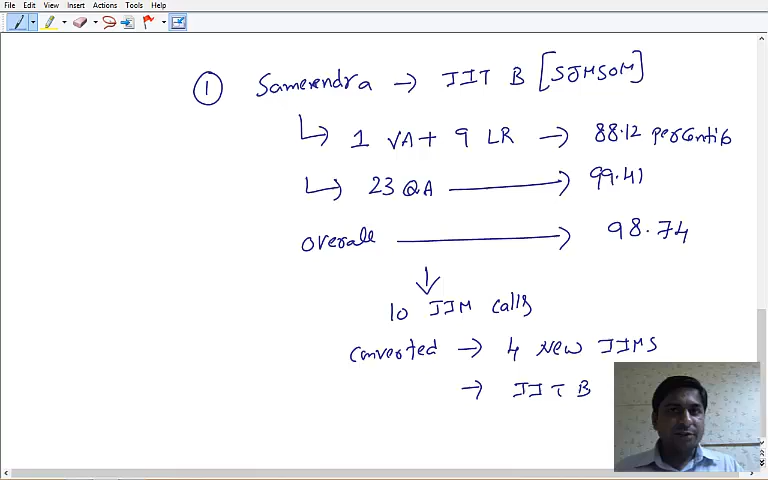 File Edit View Insert Actions Tools Help
1 Samerendra → IIT B [SJMSOM]
↳ 1 VA + 9 LR → 88.12 percentile
↳ 23 QA → 99.41
overall → 98.74
↓
10 IIM calls
converted → 4 New IIMS
→ IIT B